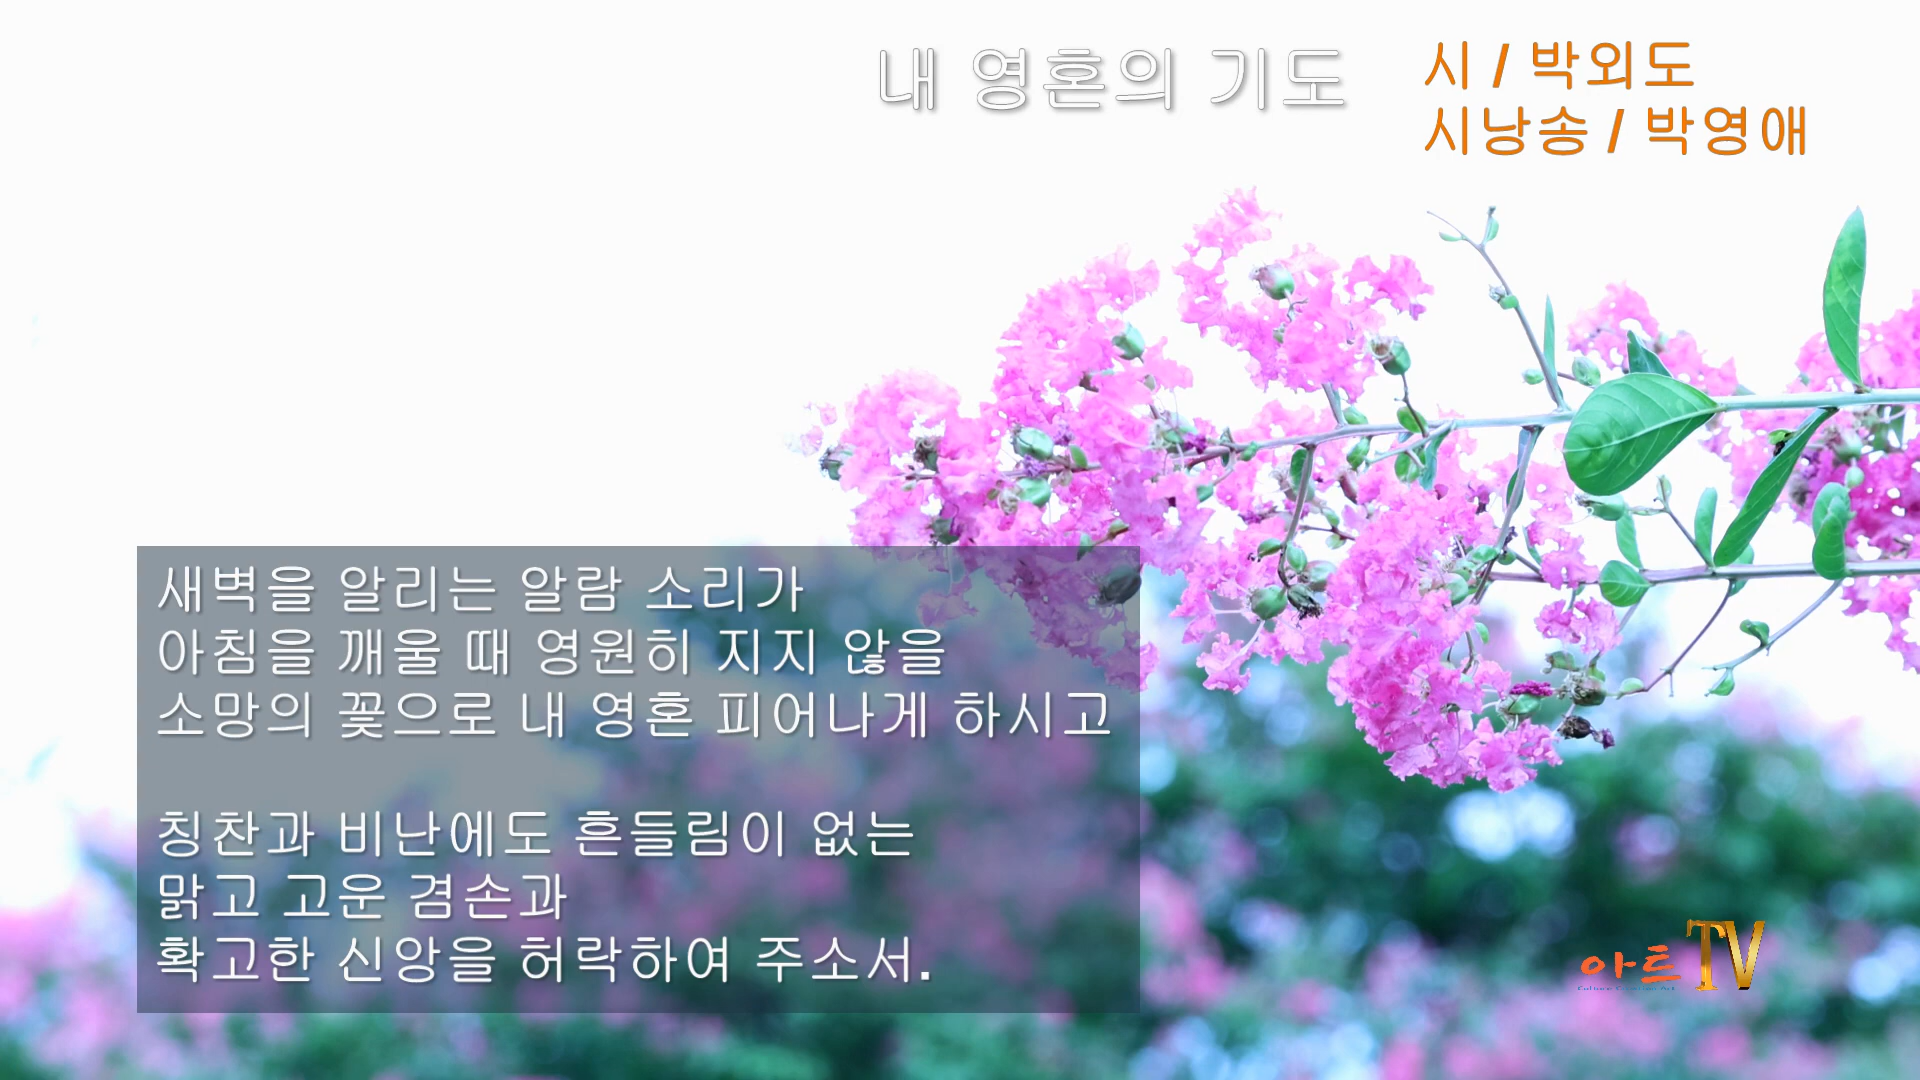 내 영혼의 기도
시 / 박외도
시낭송 / 박영애
새벽을 알리는 알람 소리가
아침을 깨울 때 영원히 지지 않을
소망의 꽃으로 내 영혼 피어나게 하시고
칭찬과 비난에도 흔들림이 없는
맑고 고운 겸손과
확고한 신앙을 허락하여 주소서.
아트TV